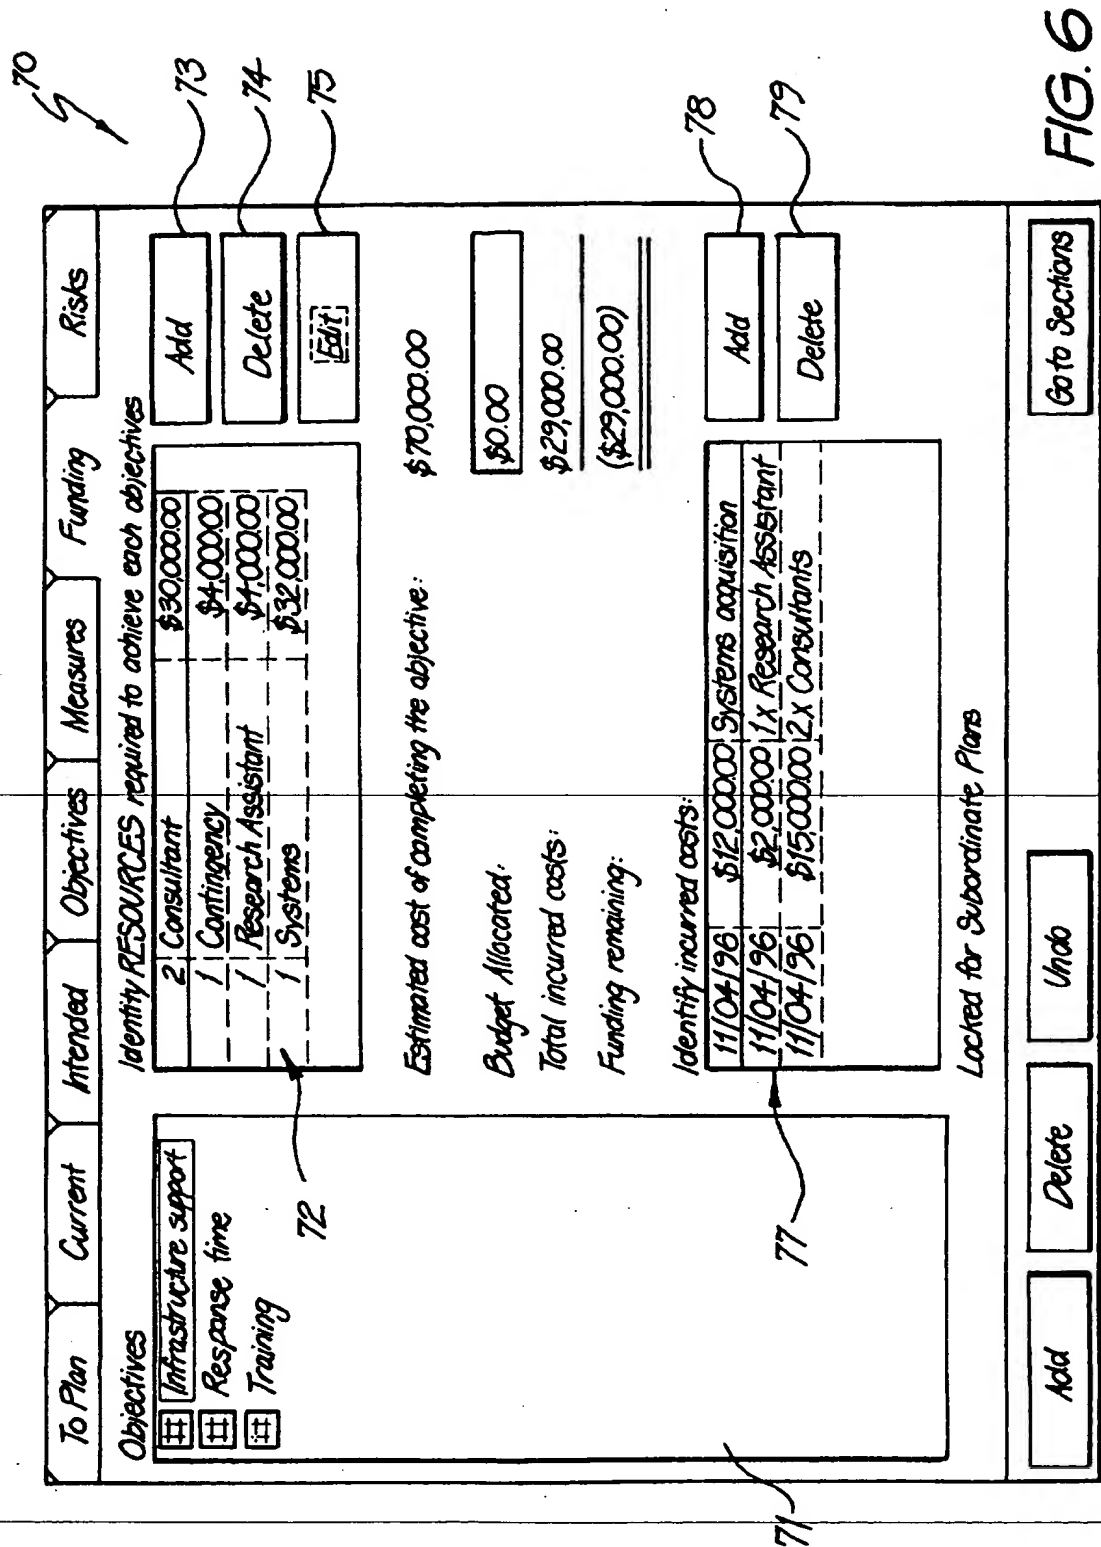 70
To Plan Current Intended Objectives Measures Funding Risks
Objectives
Infrastructure support
Response time
Training
71
Identity RESOURCES required to achieve each objectives
2 Consultant $30,000.00
1 Contingency $4,000.00
1 Research Assistant $4,000.00
1 Systems $32,000.00
72
Add 73
Delete 74
Edit 75
Estimated cost of completing the objective: $70,000.00
Budget Allocated: $0.00
Total incurred costs: $29,000.00
Funding remaining: ($29,000.00)
Identify incurred costs:
11/04/96 $12,000.00 Systems acquisition
11/04/96 $2,000.00 1x Research Assistant
11/04/96 $15,000.00 2x Consultants
77
Add 78
Delete 79
Locked for Subordinate Plans
Add Delete Undo Go to Sections
FIG. 6